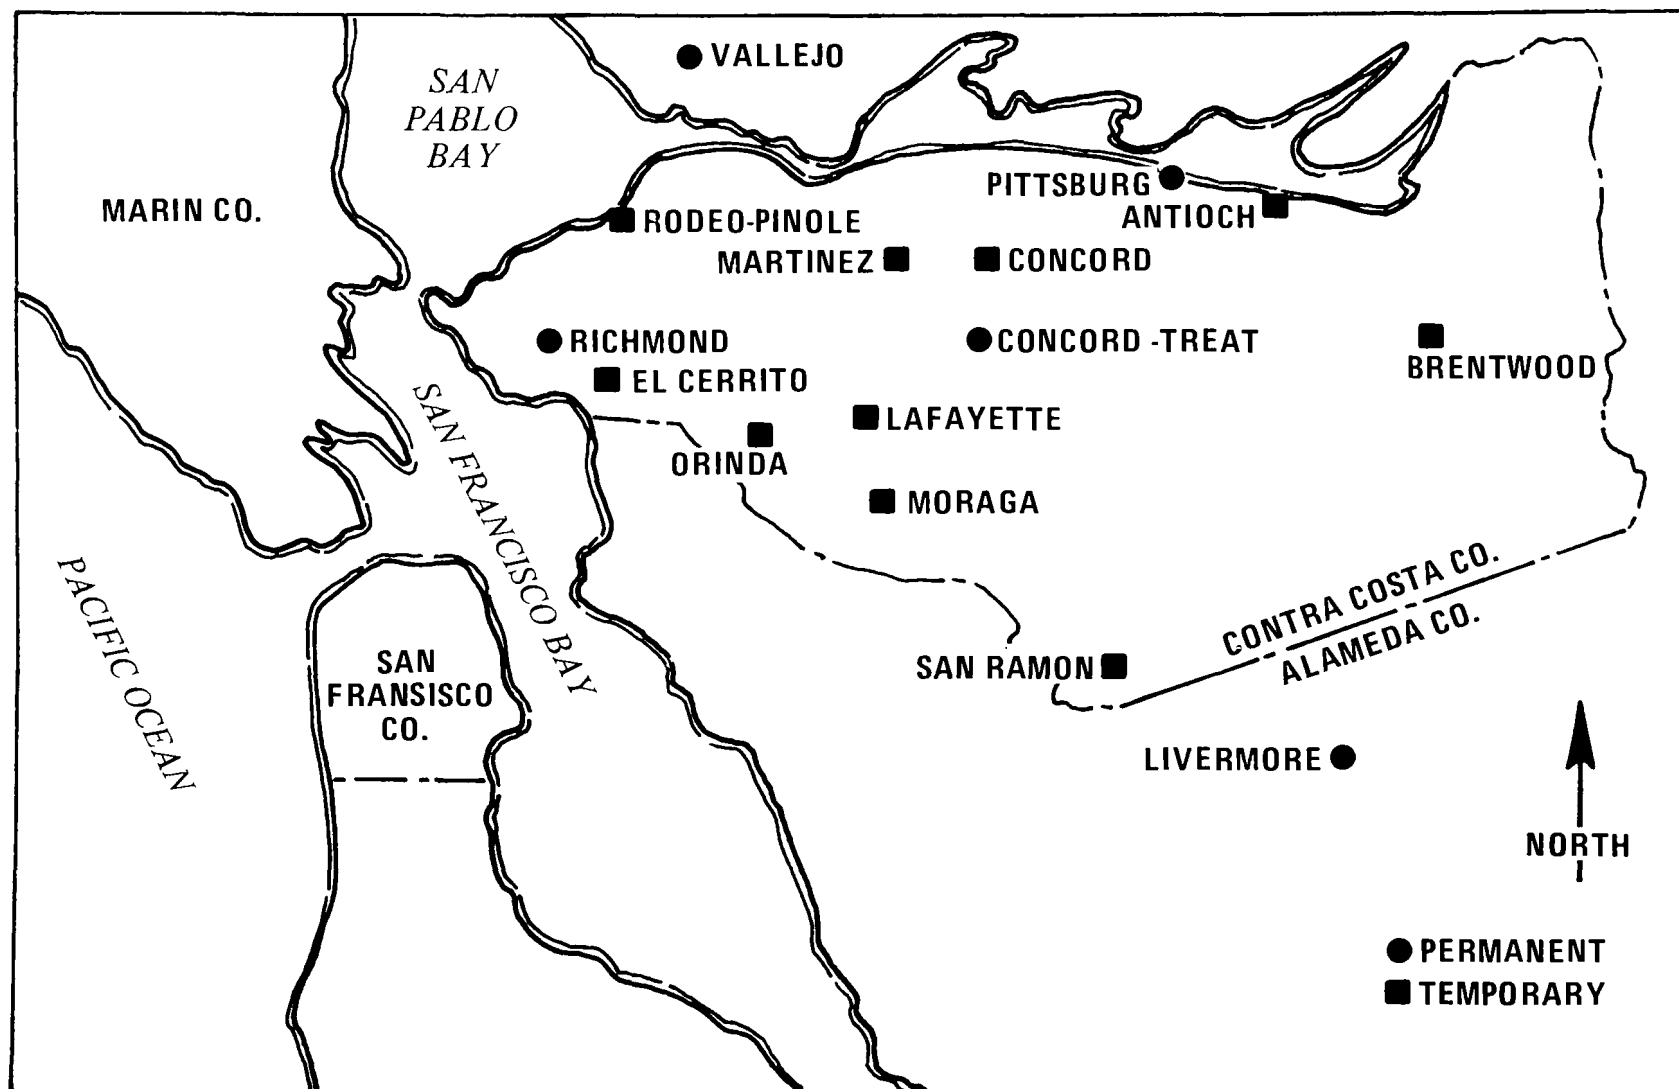 VALLEJO
SAN
PABLO
BAY
MARIN CO.
PITTSBURG
ANTIOCH
RODEO-PINOLE
MARTINEZ
CONCORD
RICHMOND
CONCORD -TREAT
BRENTWOOD
EL CERRITO
LAFAYETTE
ORINDA
MORAGA
SAN FRANCISCO BAY
PACIFIC OCEAN
CONTRA COSTA CO.
ALAMEDA CO.
SAN
FRANSISCO
CO.
SAN RAMON
LIVERMORE
NORTH
PERMANENT
TEMPORARY